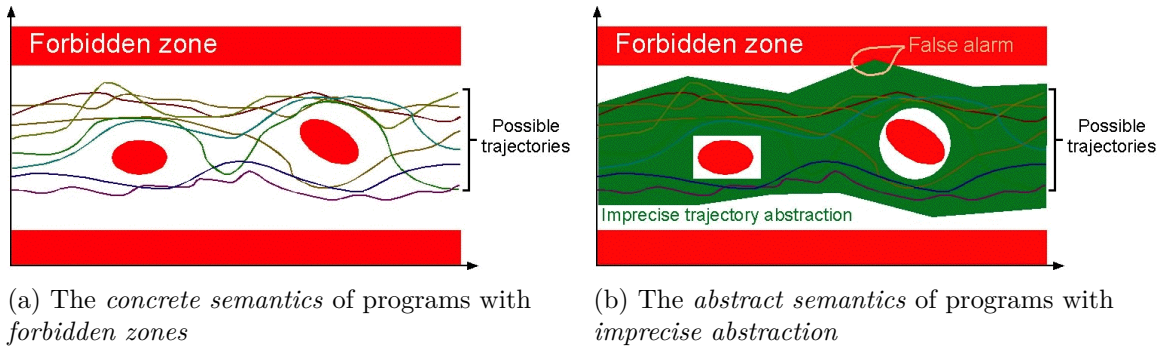 Forbidden zone
Possible
trajectories
(a) The concrete semantics of programs with
forbidden zones
Forbidden zone
False alarm
Possible
trajectories
Imprecise trajectory abstraction
(b) The abstract semantics of programs with
imprecise abstraction